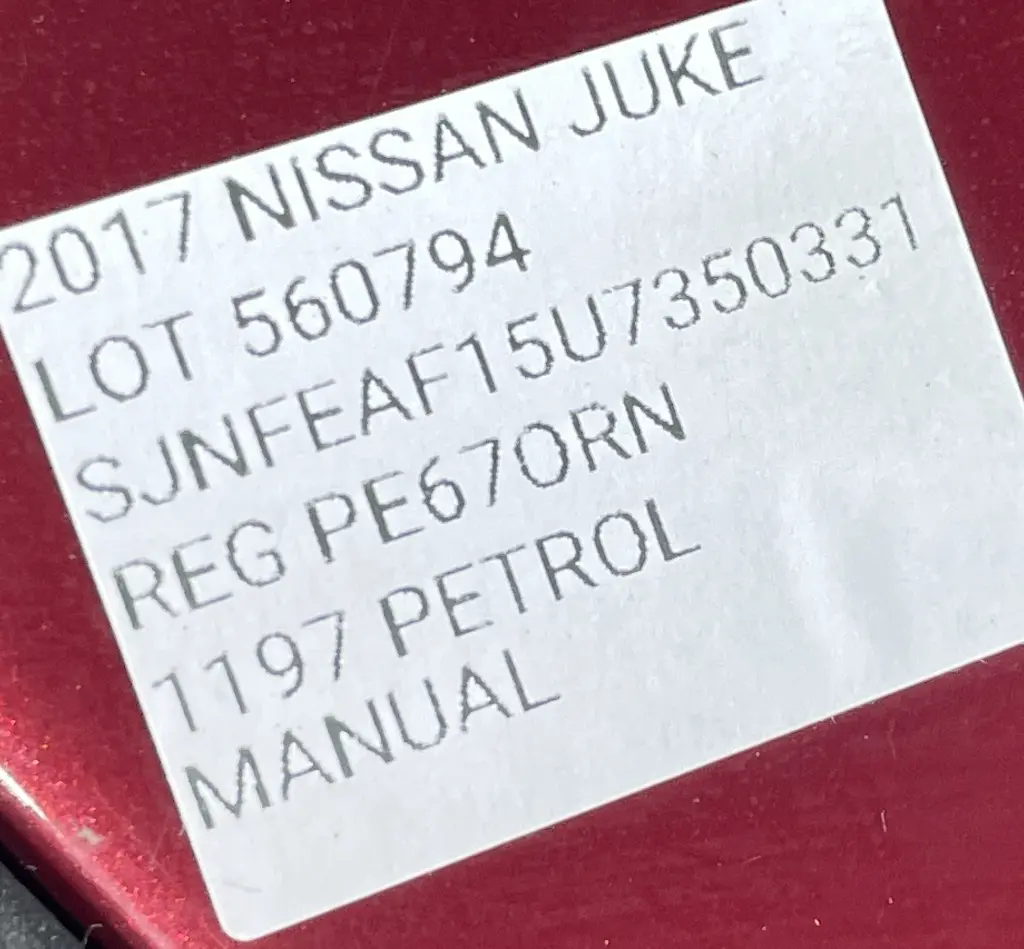 2017 NISSAN JUKE
LOT 560794
SJNFEAF15U7350331
REG PE67ORN
1197 PETROL
MANUAL